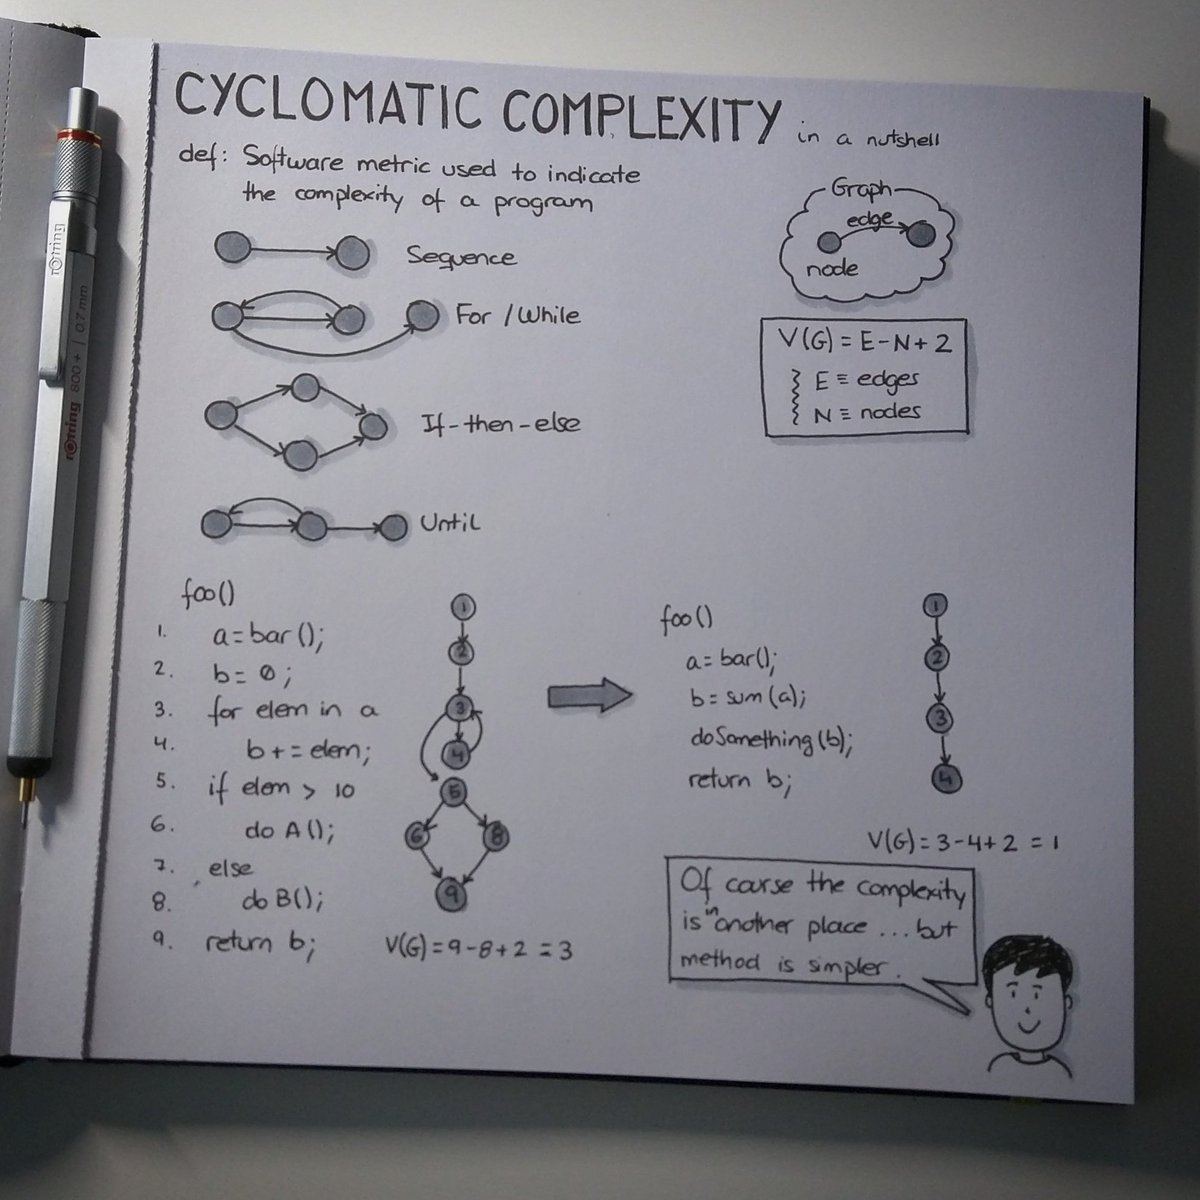 CYCLOMATIC COMPLEXITY in a nutshell
def: Software metric used to indicate
the complexity of a program
Sequence
For / While
If-then-else
Until
Graph
edge
node
V(G) = E-N+2
E ≡ edges
N ≡ nodes
foo()
1. a=bar();
2. b= 0;
3. for elem in a
4. b+=elem;
5. if elem > 10
6. do A();
7. else
8. do B();
9. return b;
1
2
3
4
5
6 8
9
V(G)=9-8+2 = 3
foo()
a=bar();
b=sum(a);
doSomething(b);
return b;
1
2
3
4
V(G)=3-4+2 = 1
Of course the complexity
is in another place ... but
method is simpler.
rotring
rotring 800+ | 0.7 mm